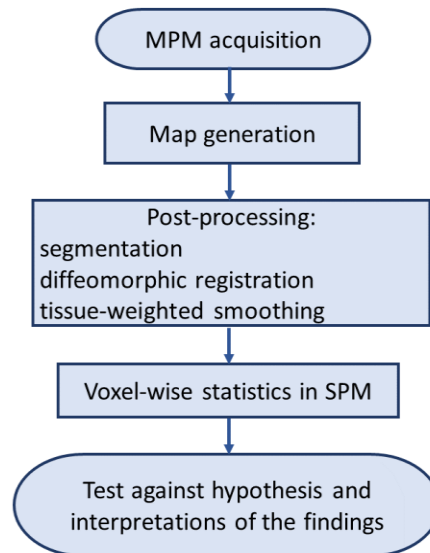 MPM acquisition
Map generation
Post-processing:
segmentation
diffeomorphic registration
tissue-weighted smoothing
Voxel-wise statistics in SPM
Test against hypothesis and
interpretations of the findings